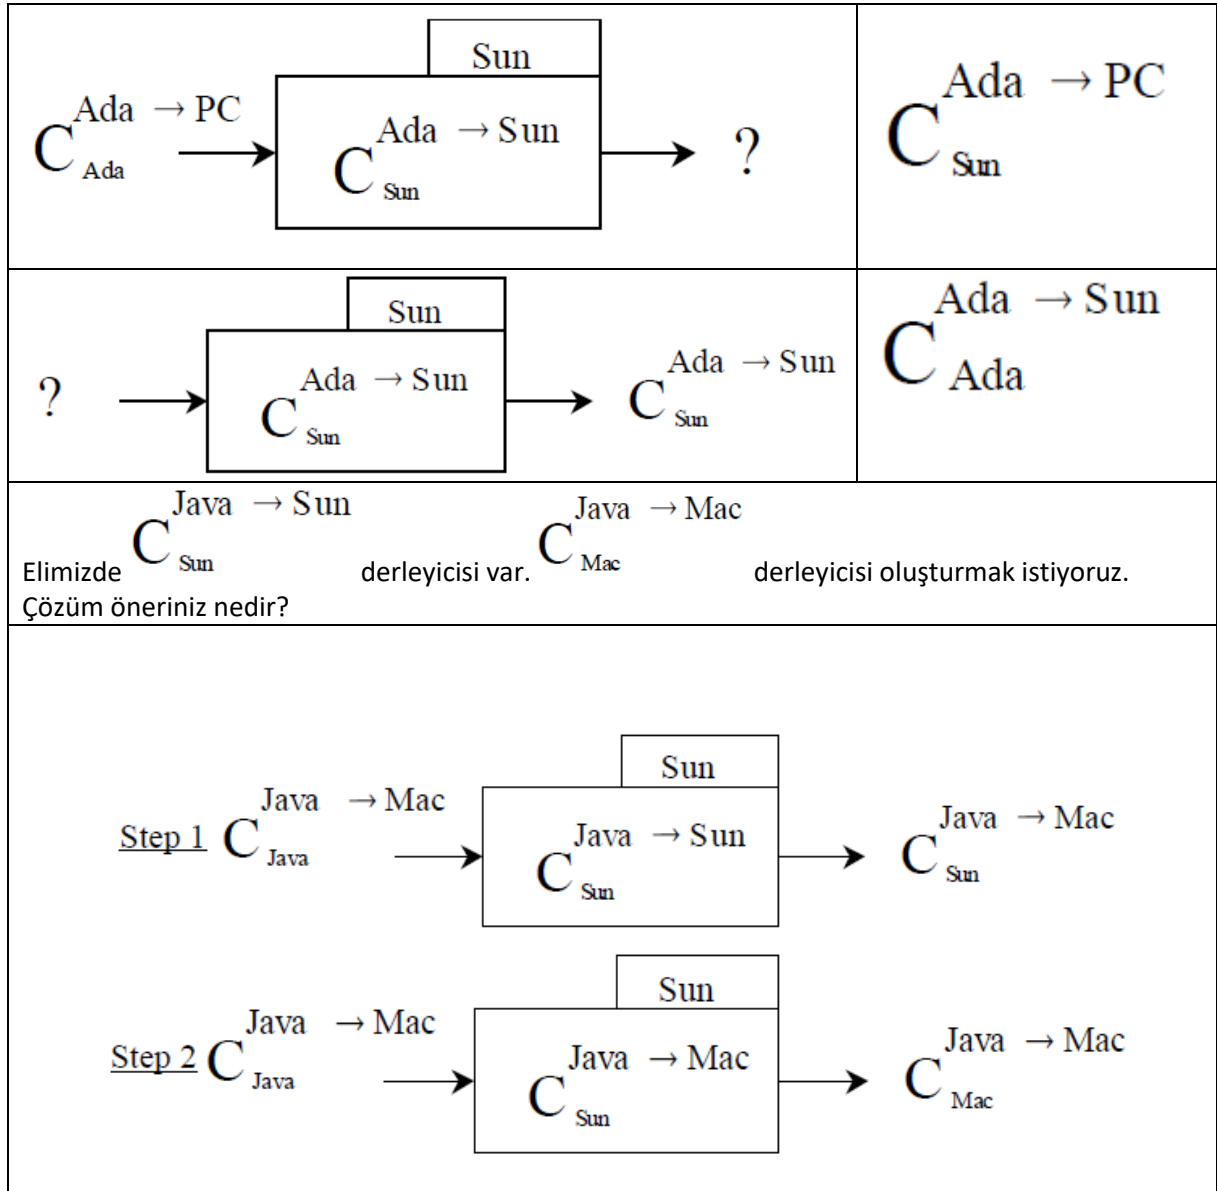 Sun
C Ada Ada → PC
C Sun Ada → Sun
?
C Sun Ada → PC
Sun
?
C Sun Ada → Sun
C Sun Ada → Sun
C Ada Ada → Sun
Elimizde C Sun Java → Sun derleyicisi var. C Mac Java → Mac derleyicisi oluşturmak istiyoruz.
Çözüm öneriniz nedir?
Sun
Step 1 C Java Java → Mac
C Sun Java → Sun
C Sun Java → Mac
Sun
Step 2 C Java Java → Mac
C Sun Java → Mac
C Mac Java → Mac